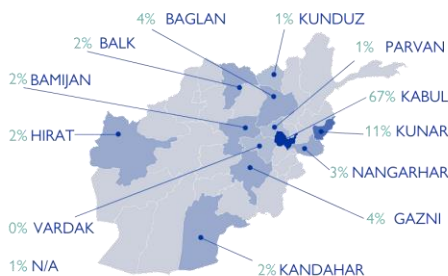 4% BAGLAN
1% KUNDUZ
2% BALK
1% PARVAN
2% BAMIJAN
67% KABUL
2% HIRAT
11% KUNAR
3% NANGARHAR
0% VARDAK
4% GAZNI
1% N/A
2% KANDAHAR